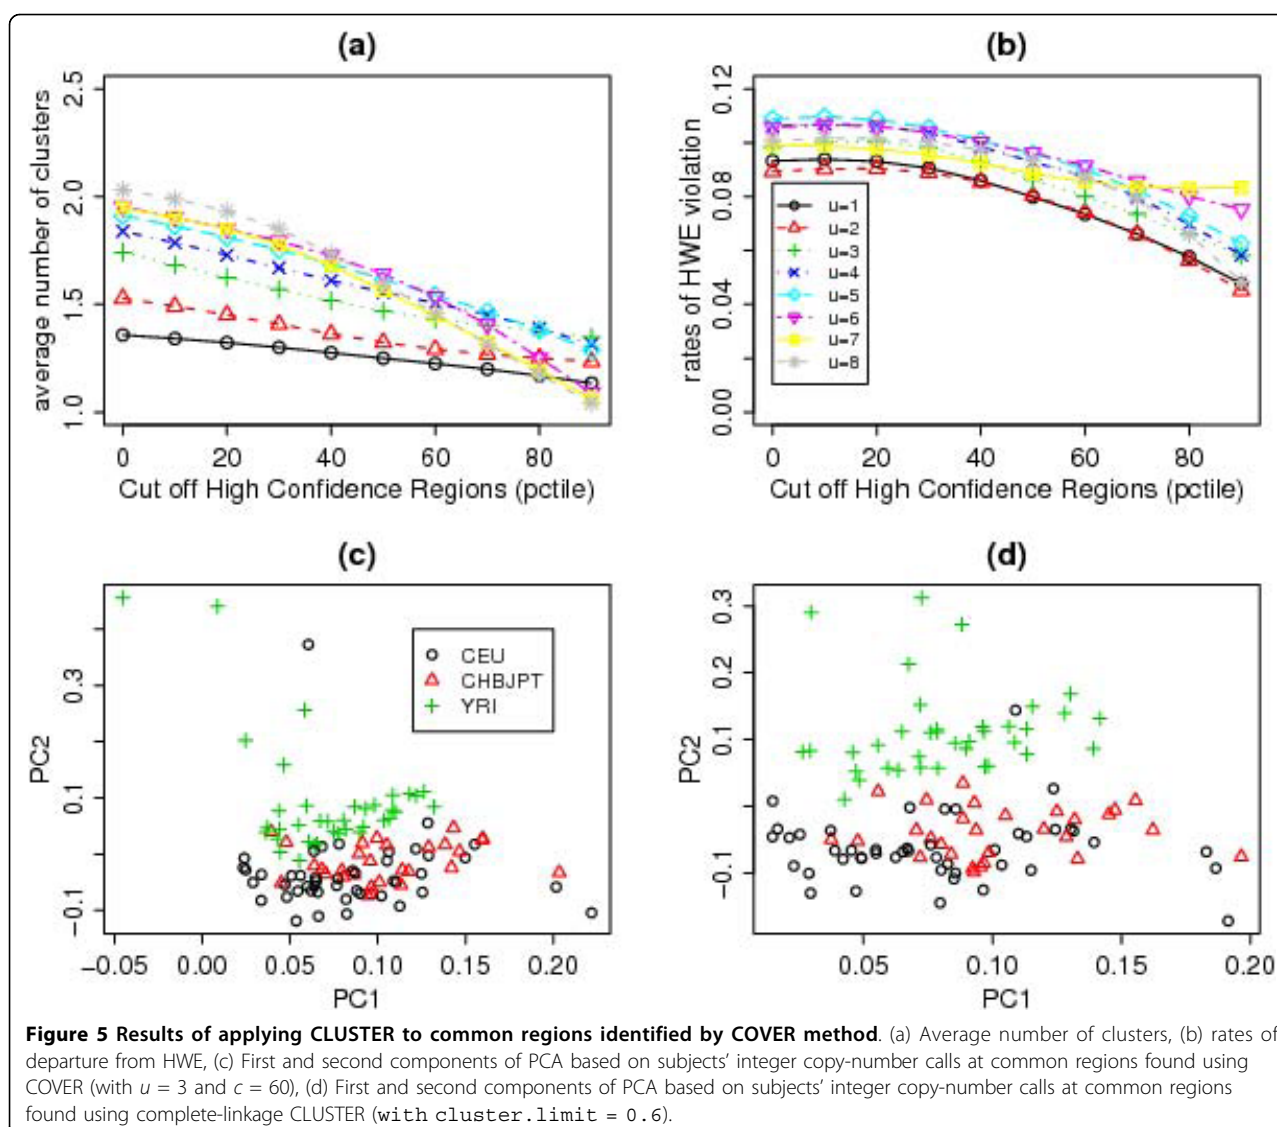 (a)
average number of clusters
2.5
2.0
1.5
1.0
0 20 40 60 80
Cut off High Confidence Regions (pctile)
(b)
rates of HWE violation
0.12
0.08
0.04
0.00
u=1
u=2
u=3
u=4
u=5
u=6
u=7
u=8
0 20 40 60 80
Cut off High Confidence Regions (pctile)
(c)
PC2
0.3
0.1
−0.1
CEU
CHBJPT
YRI
−0.05 0.00 0.05 0.10 0.15 0.20
PC1
(d)
PC2
0.3
0.2
0.1
−0.1
0.05 0.10 0.15 0.20
PC1
Figure 5 Results of applying CLUSTER to common regions identified by COVER method. (a) Average number of clusters, (b) rates of
departure from HWE, (c) First and second components of PCA based on subjects' integer copy-number calls at common regions found using
COVER (with u = 3 and c = 60), (d) First and second components of PCA based on subjects' integer copy-number calls at common regions
found using complete-linkage CLUSTER (with cluster.limit = 0.6).